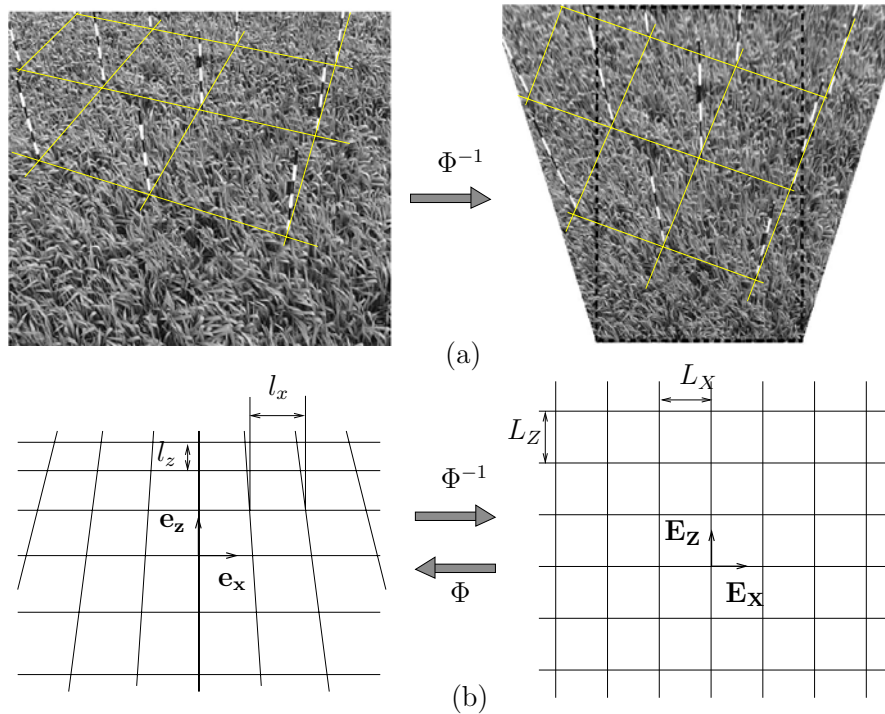 Φ⁻¹
(a)
l_x
L_X
l_z
L_Z
Φ⁻¹
e_z
E_Z
e_x
Φ
E_X
(b)